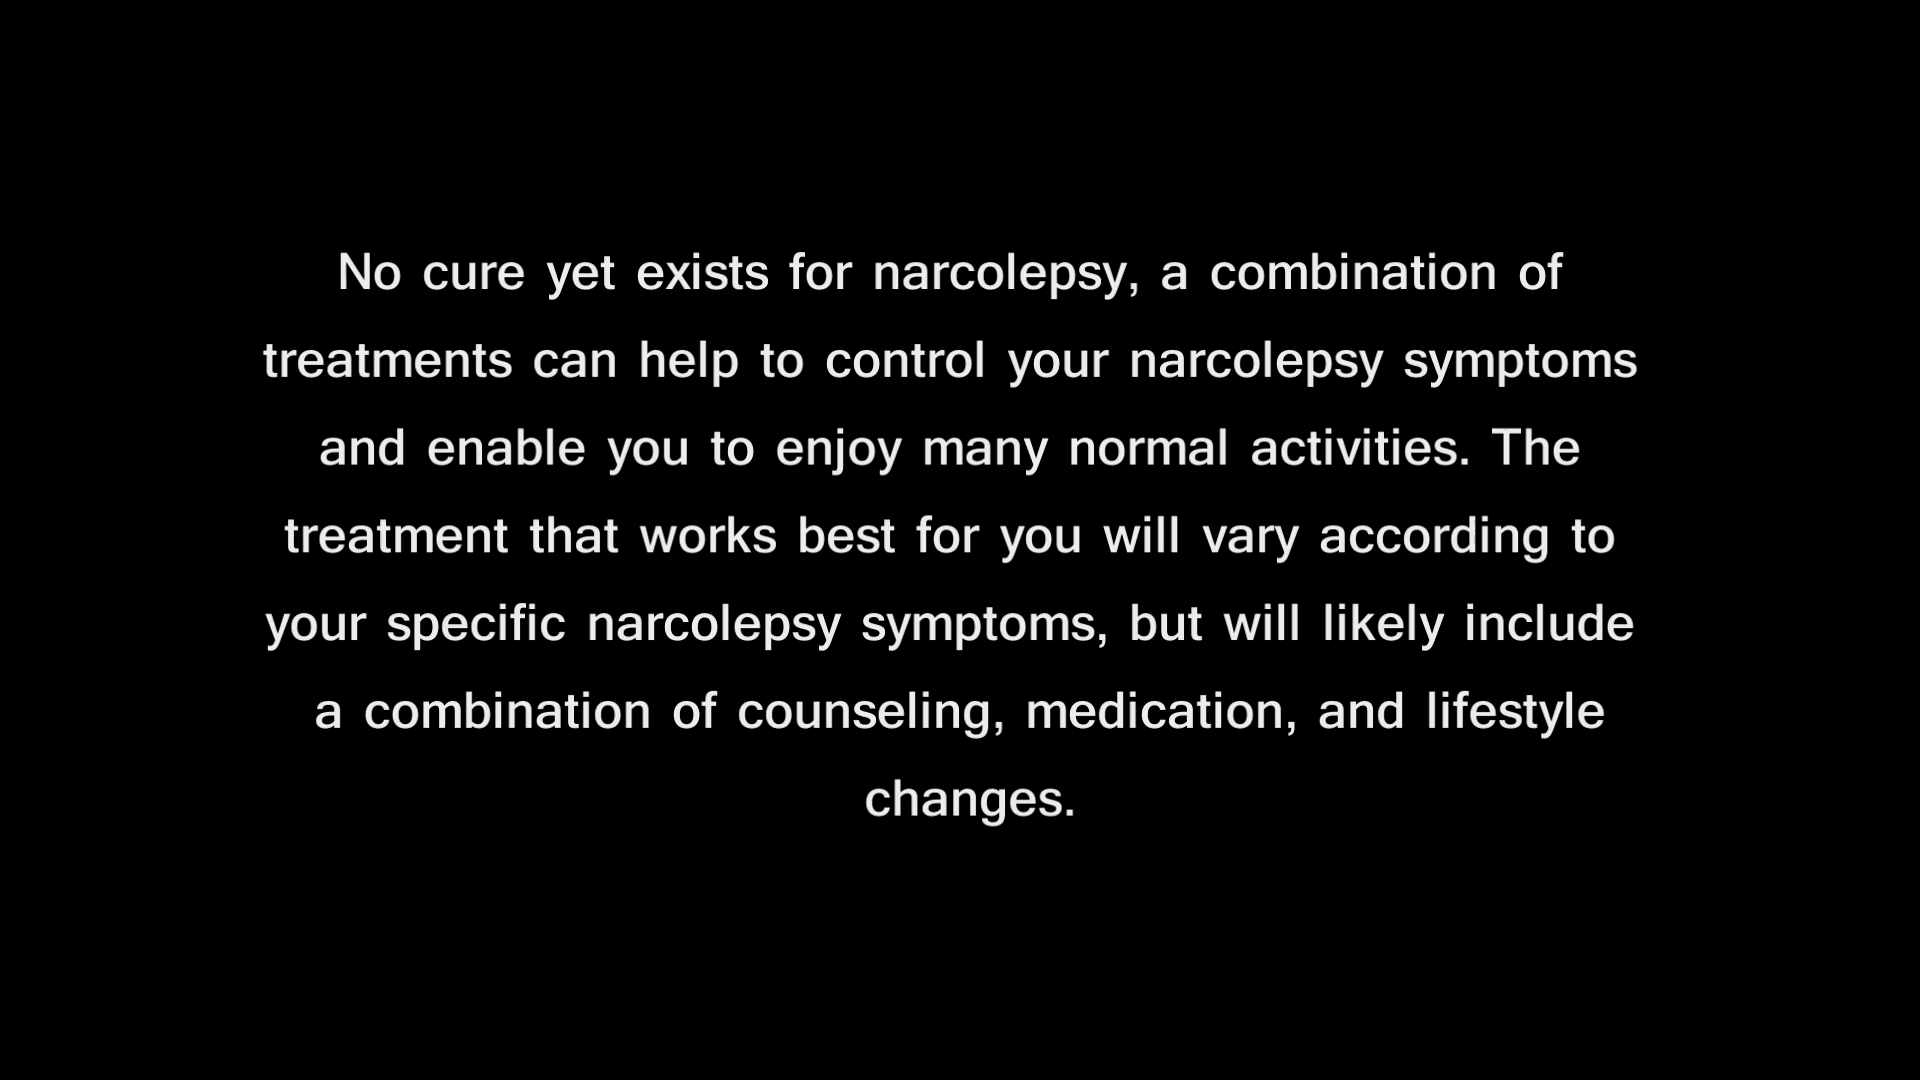 No cure yet exists for narcolepsy, a combination of
treatments can help to control your narcolepsy symptoms
and enable you to enjoy many normal activities. The
treatment that works best for you will vary according to
your specific narcolepsy symptoms, but will likely include
a combination of counseling, medication, and lifestyle
changes.